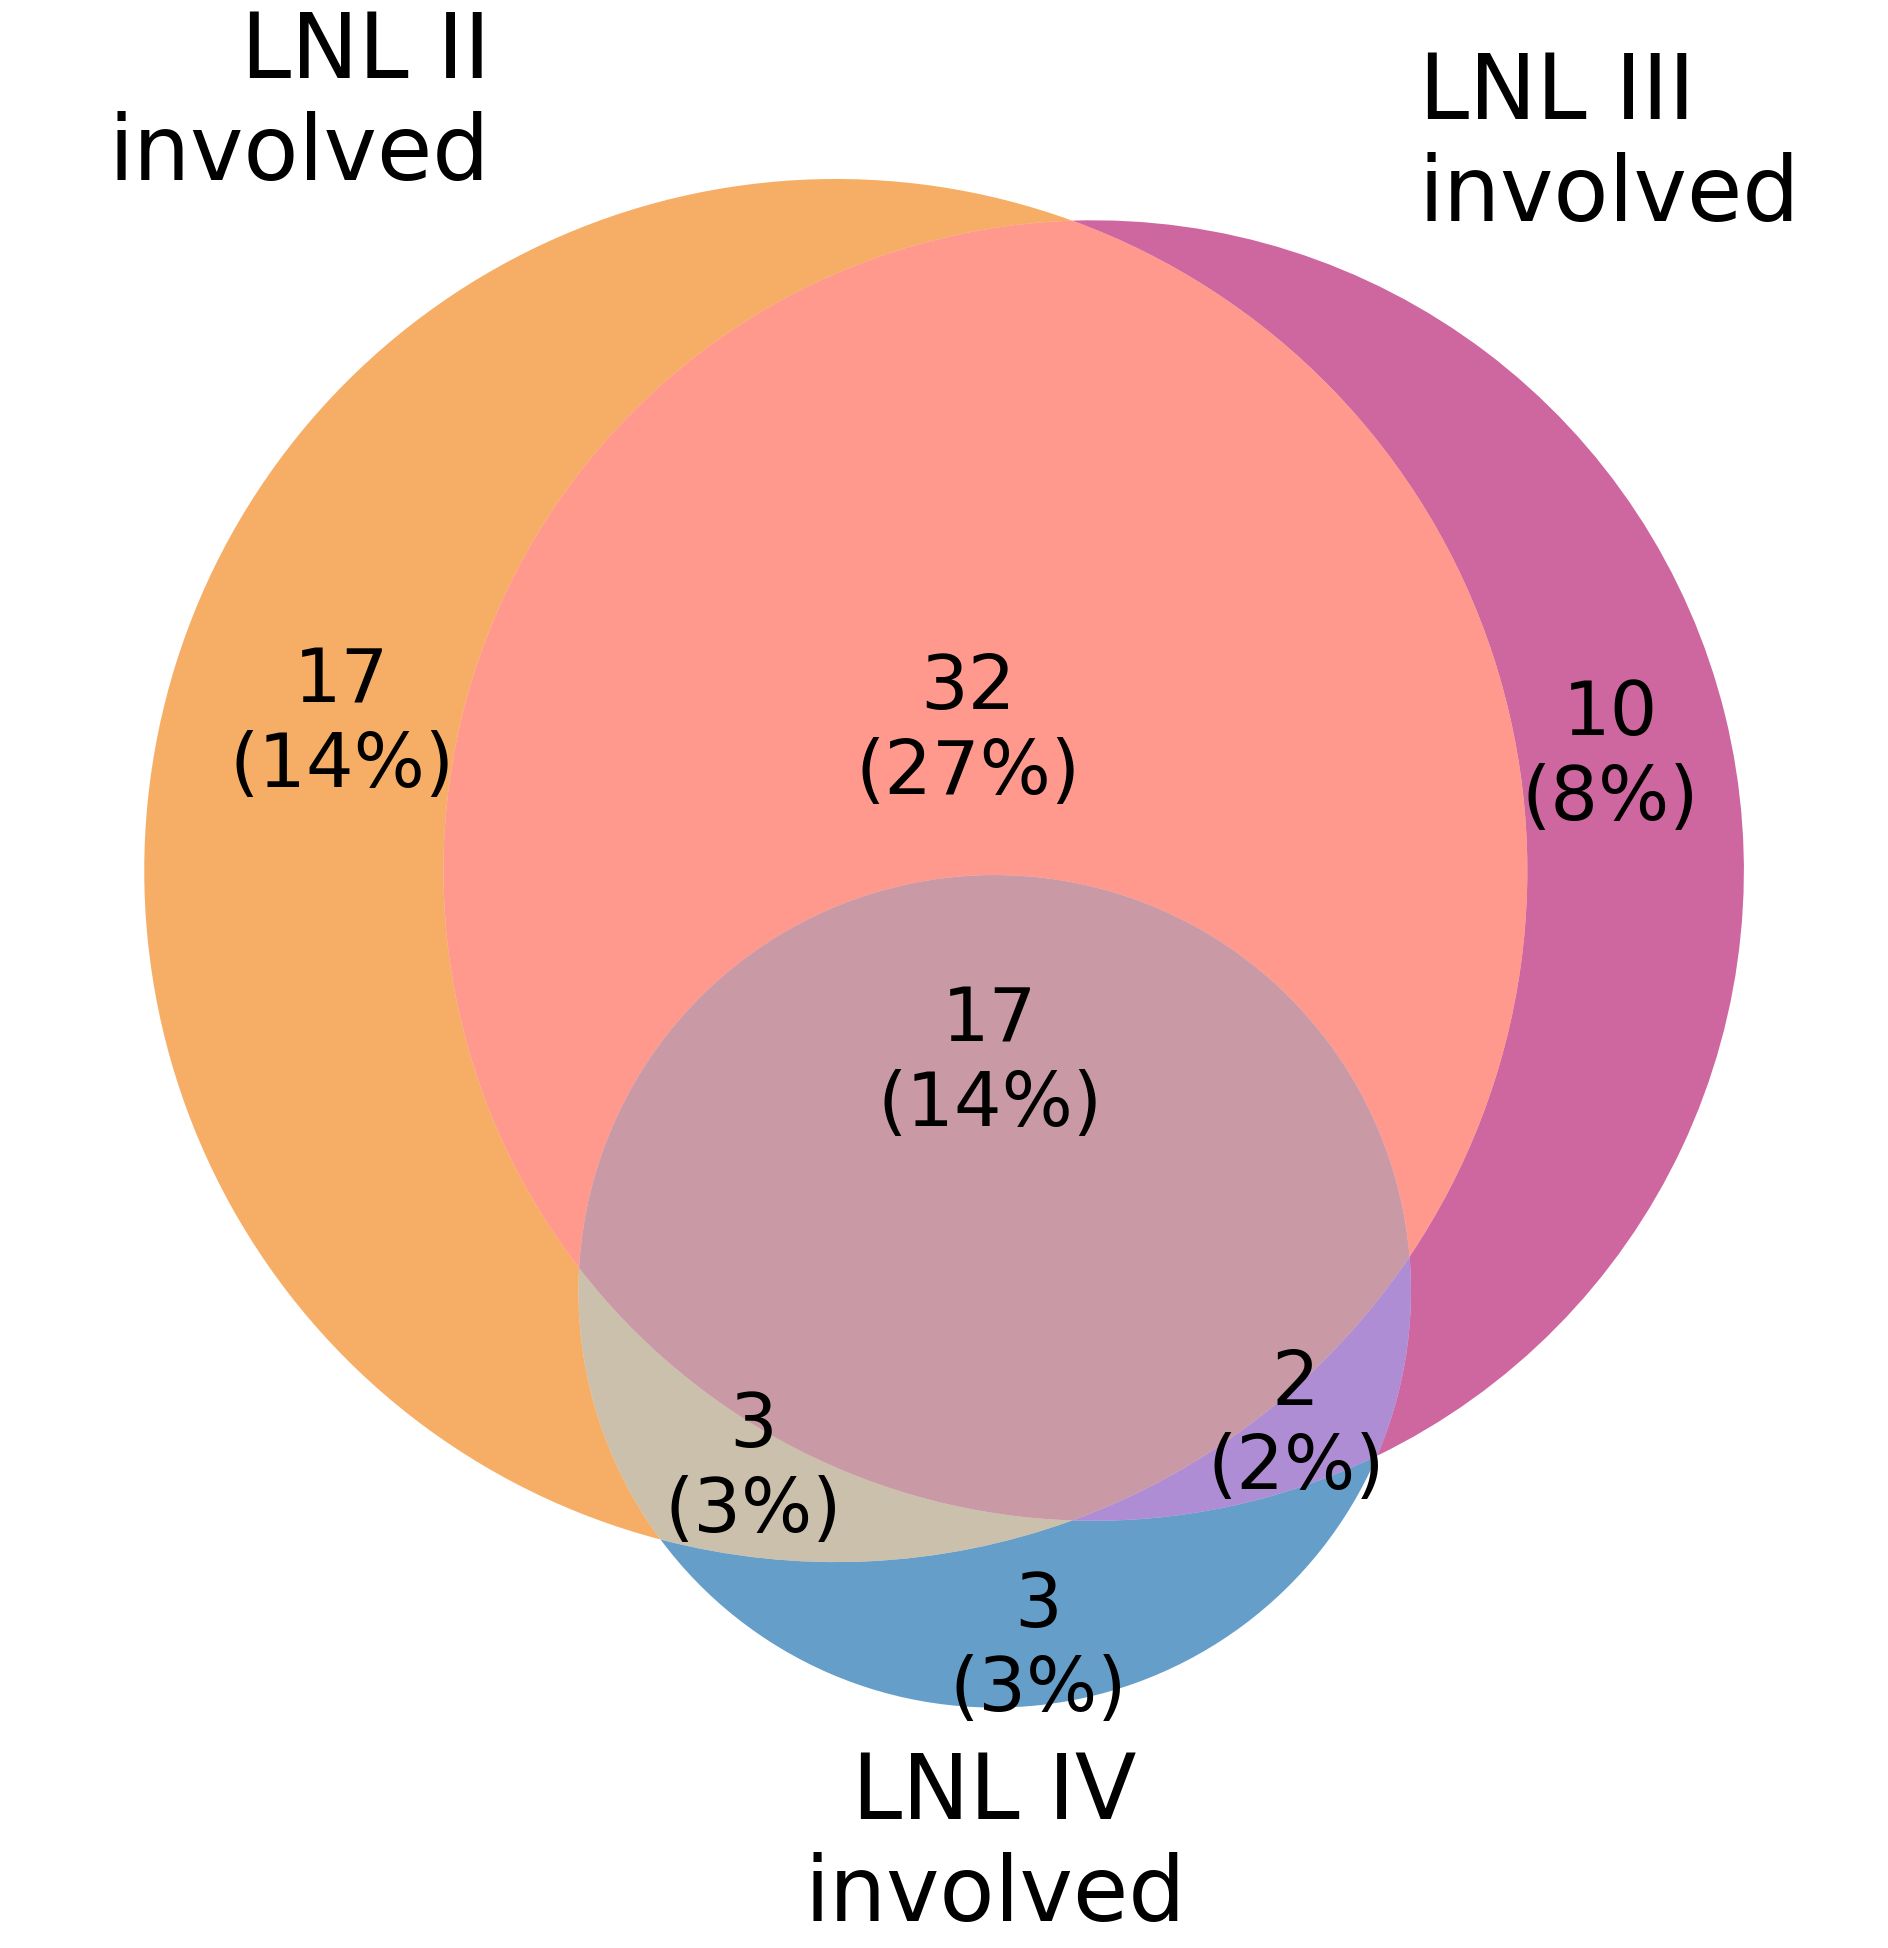 LNL II
involved
LNL III
involved
17
(14%)
32
(27%)
10
(8%)
17
(14%)
3
(3%)
2
(2%)
3
(3%)
LNL IV
involved